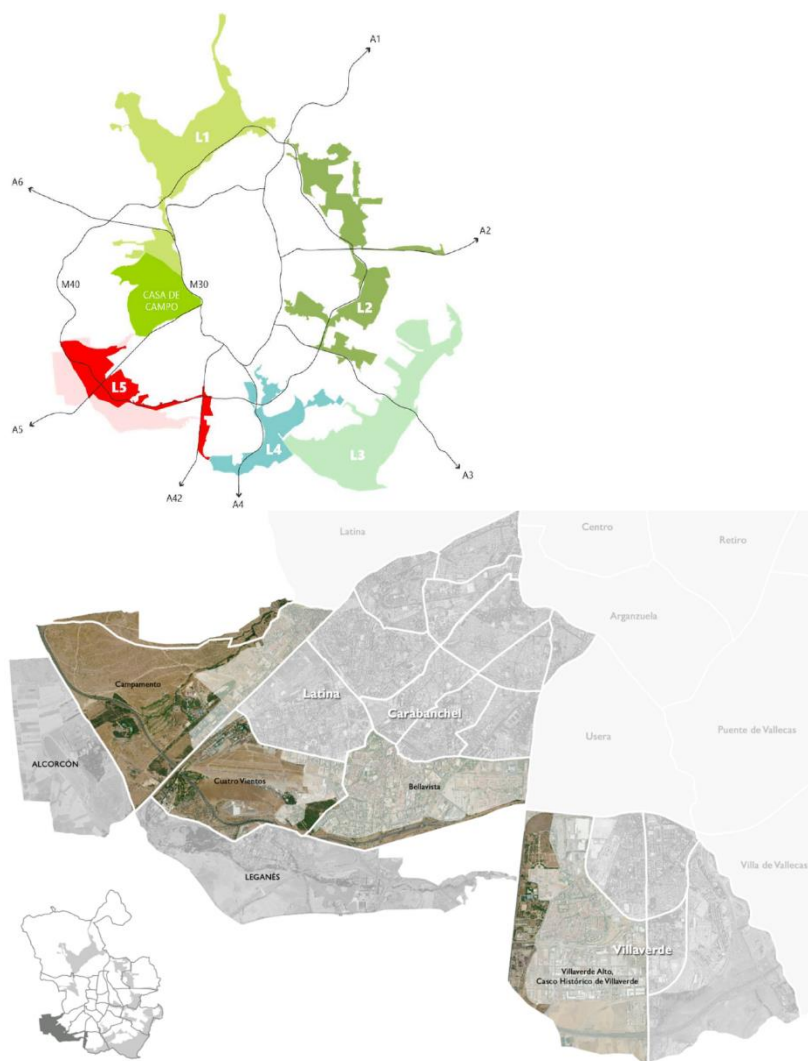 A1
L1
A6
A2
M40
M30
CASA DE
CAMPO
L2
L5
A5
L4
L3
A3
A42
A4
Latina
Centro
Retiro
Arganzuela
Campamento
Latina
Carabanchel
Usera
Puente de Vallecas
ALCORCÓN
Cuatro Vientos
Bellavista
Villa de Vallecas
LEGANÉS
Villaverde
Villaverde Alto,
Casco Histórico de Villaverde